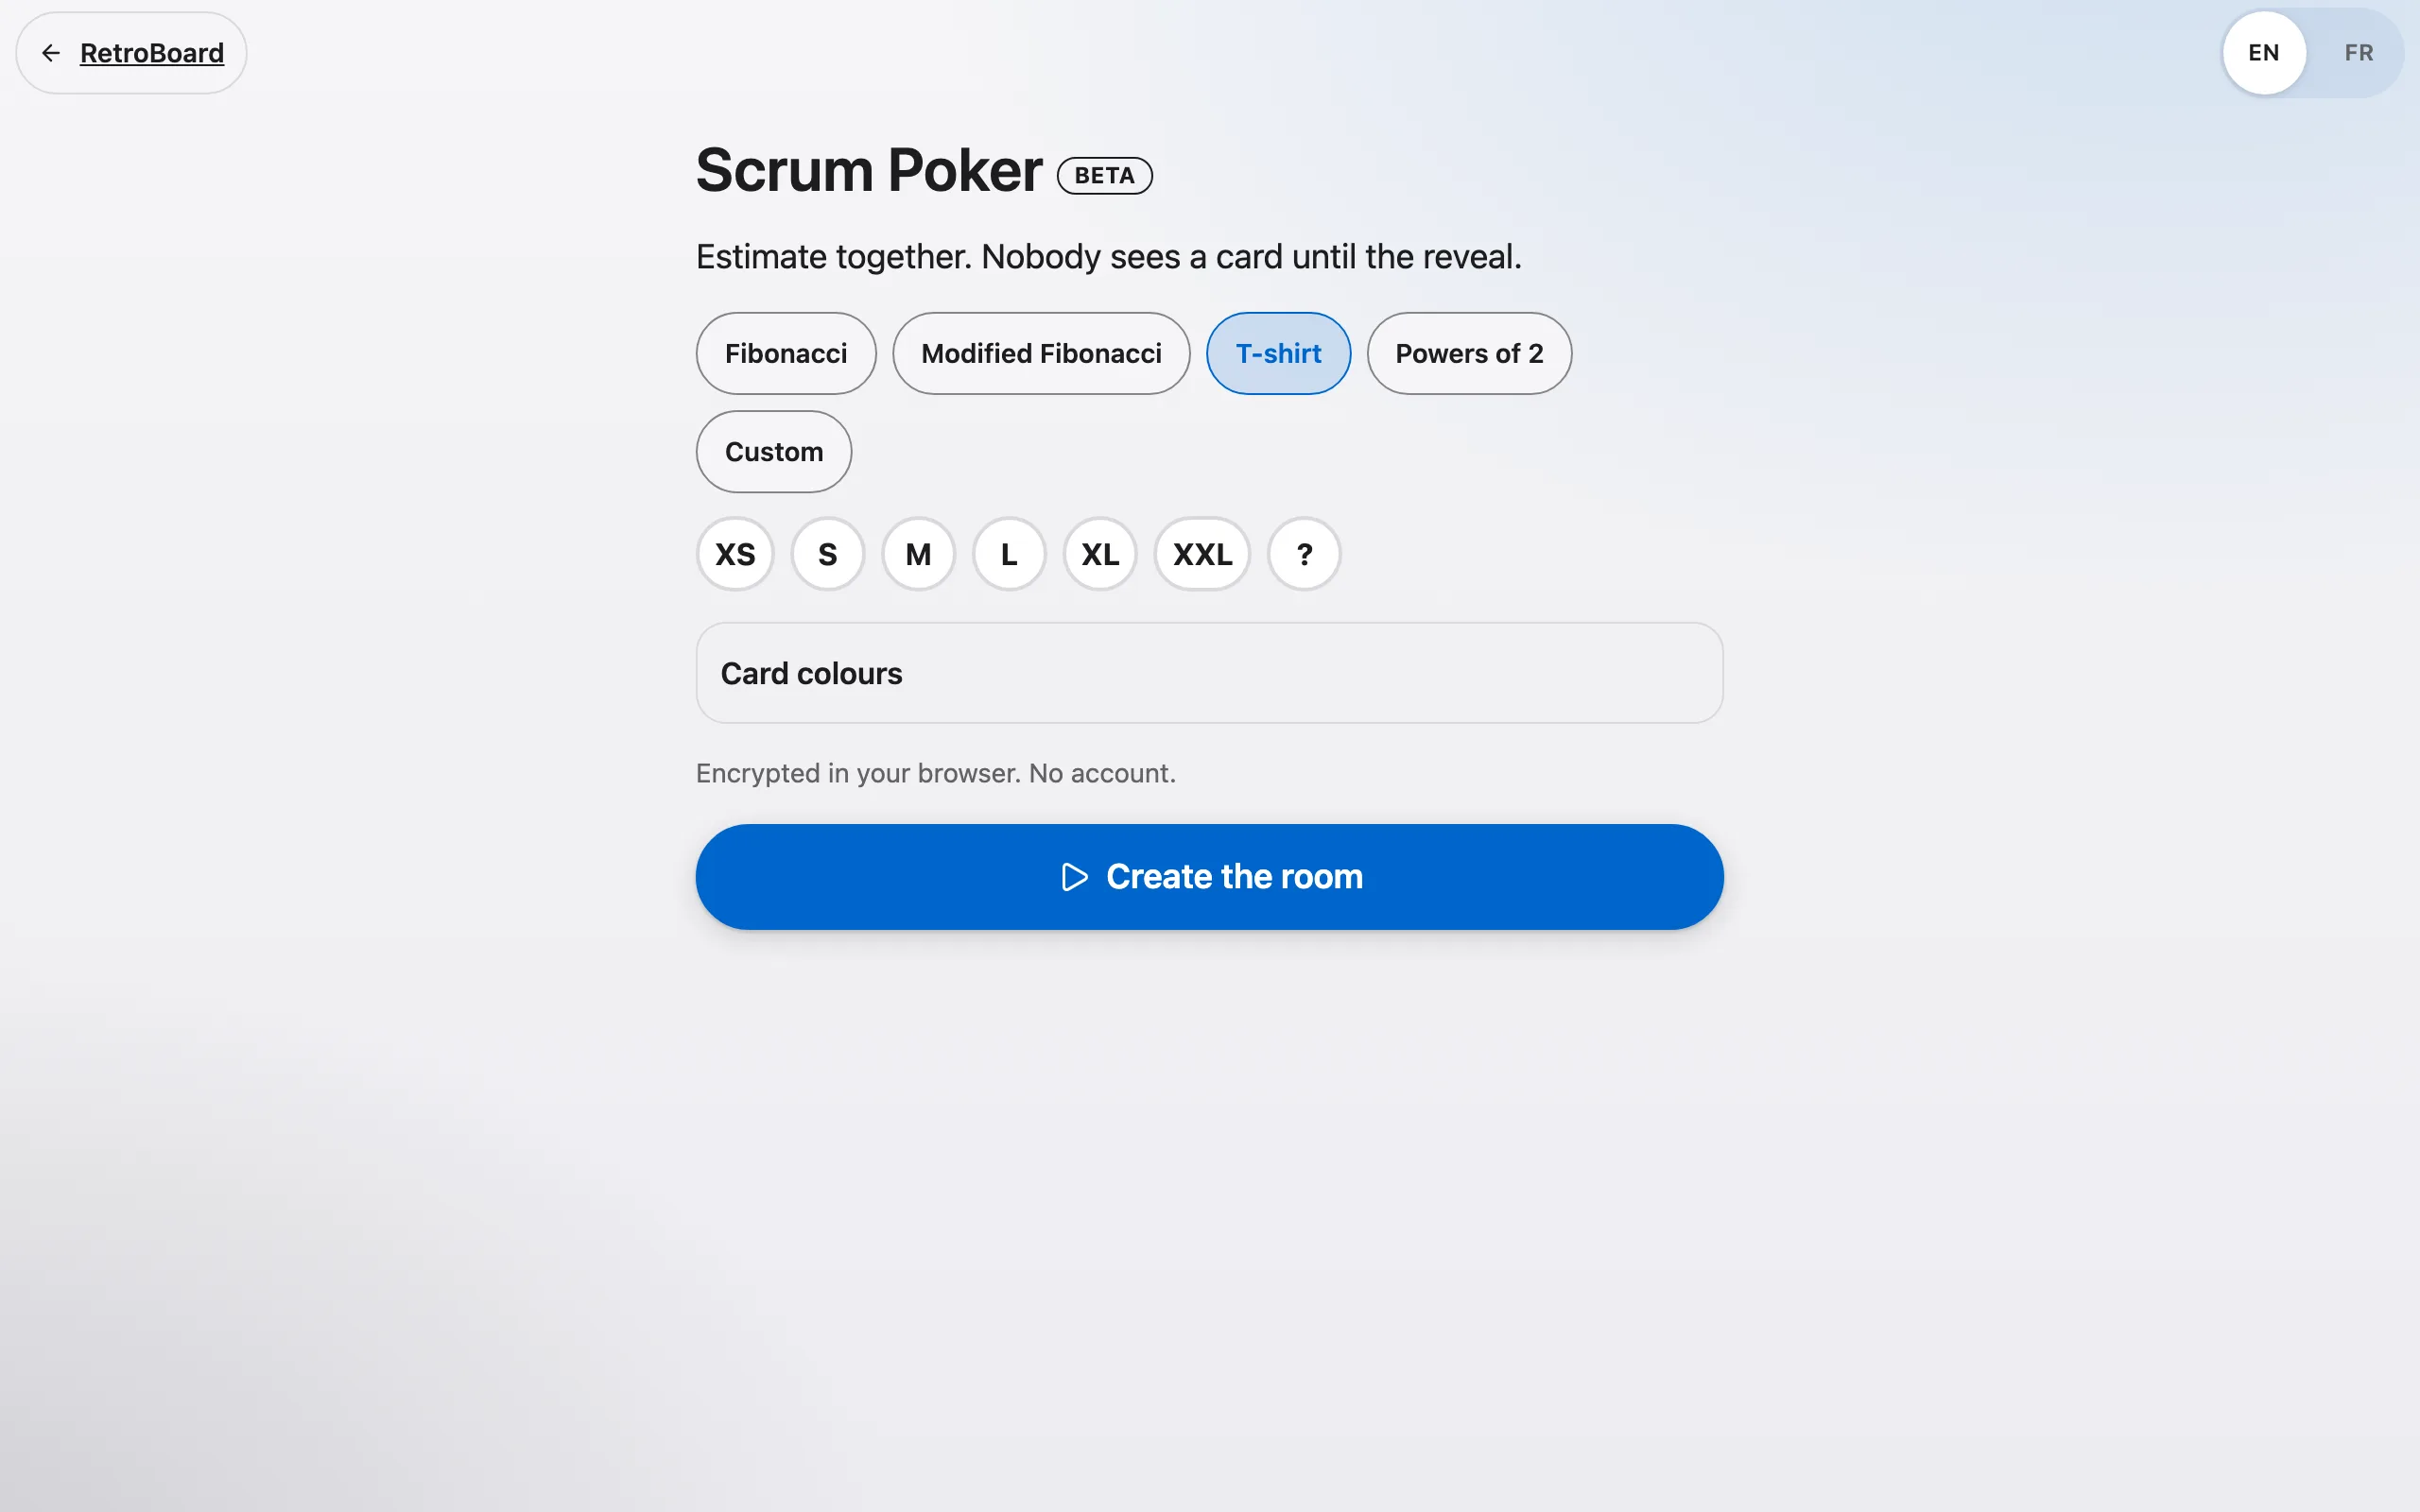 RetroBoard
EN FR
Scrum Poker BETA
Estimate together. Nobody sees a card until the reveal.
Fibonacci Modified Fibonacci T-shirt Powers of 2
Custom
XS S M L XL XXL ?
Card colours
Encrypted in your browser. No account.
Create the room